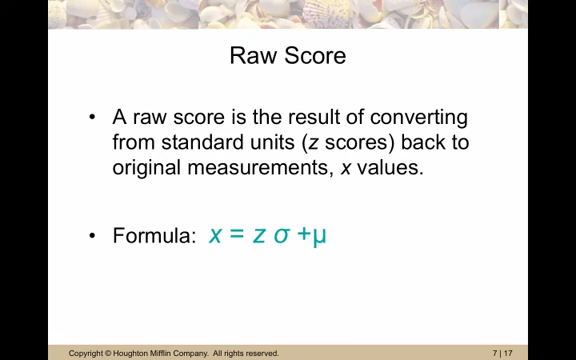 Raw Score
• A raw score is the result of converting
from standard units (z scores) back to
original measurements, x values.
• Formula: x = z σ +μ
Copyright © Houghton Mifflin Company. All rights reserved. 7 | 17